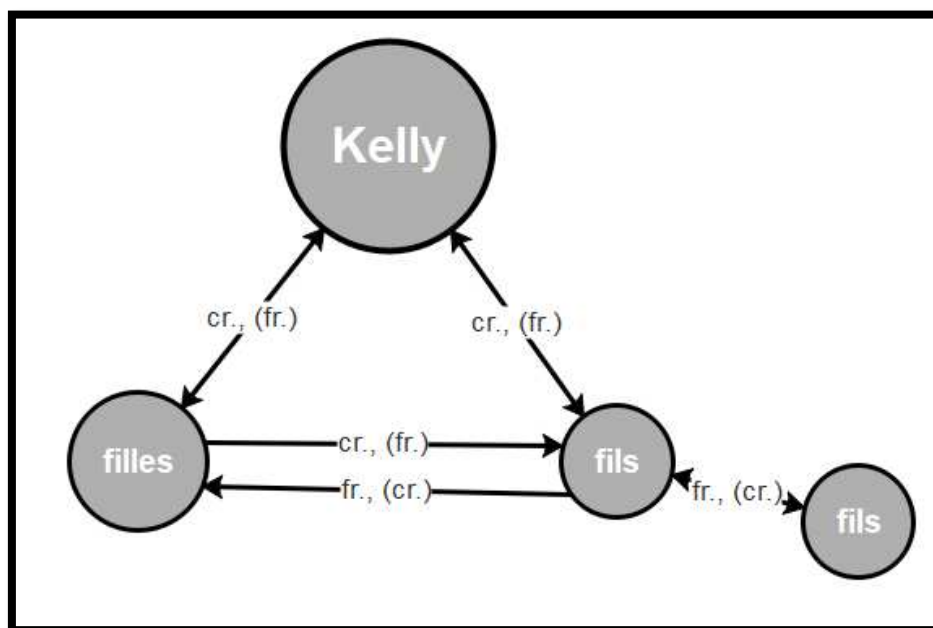 Kelly
cr., (fr.)
cr., (fr.)
filles
cr., (fr.)
fr., (cr.)
fils
fr., (cr.)
fils